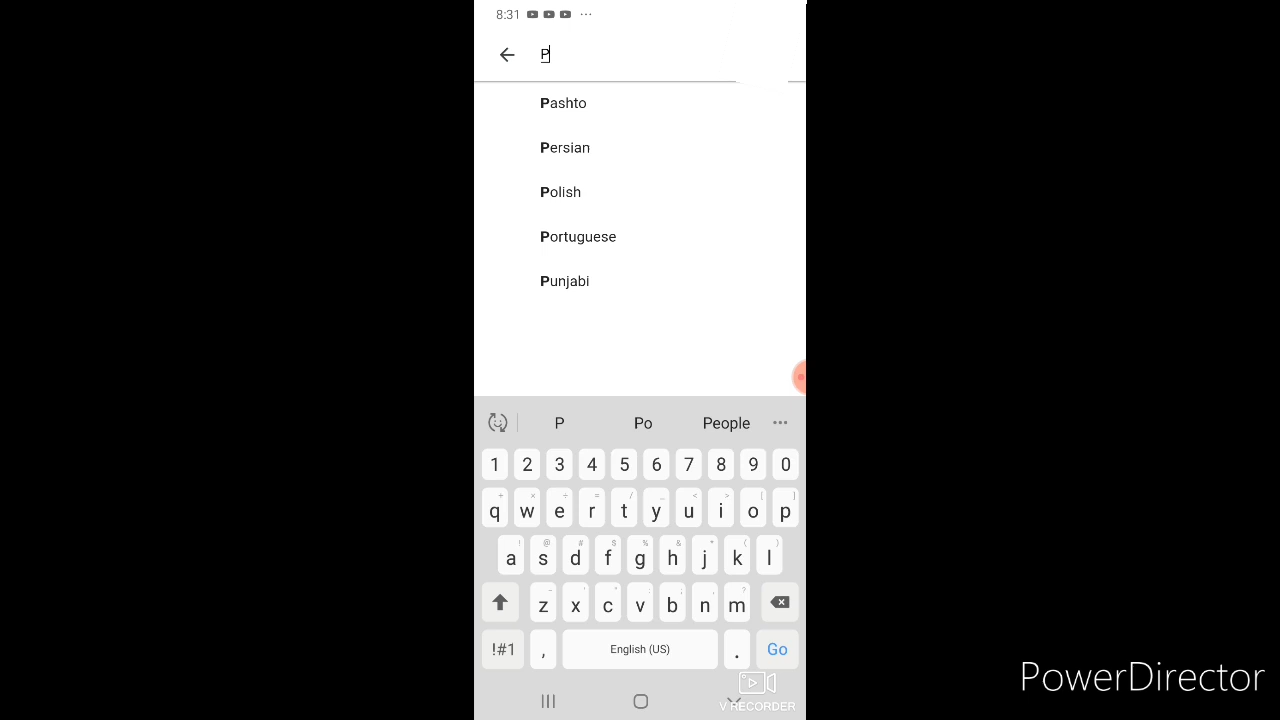 8:31
P
Pashto
Persian
Polish
Portuguese
Punjabi
P Po People
1 2 3 4 5 6 7 8 9 0
q w e r t y u i o p
a s d f g h j k l
z x c v b n m
!#1 , English (US) . Go
V RECORDER
PowerDirector